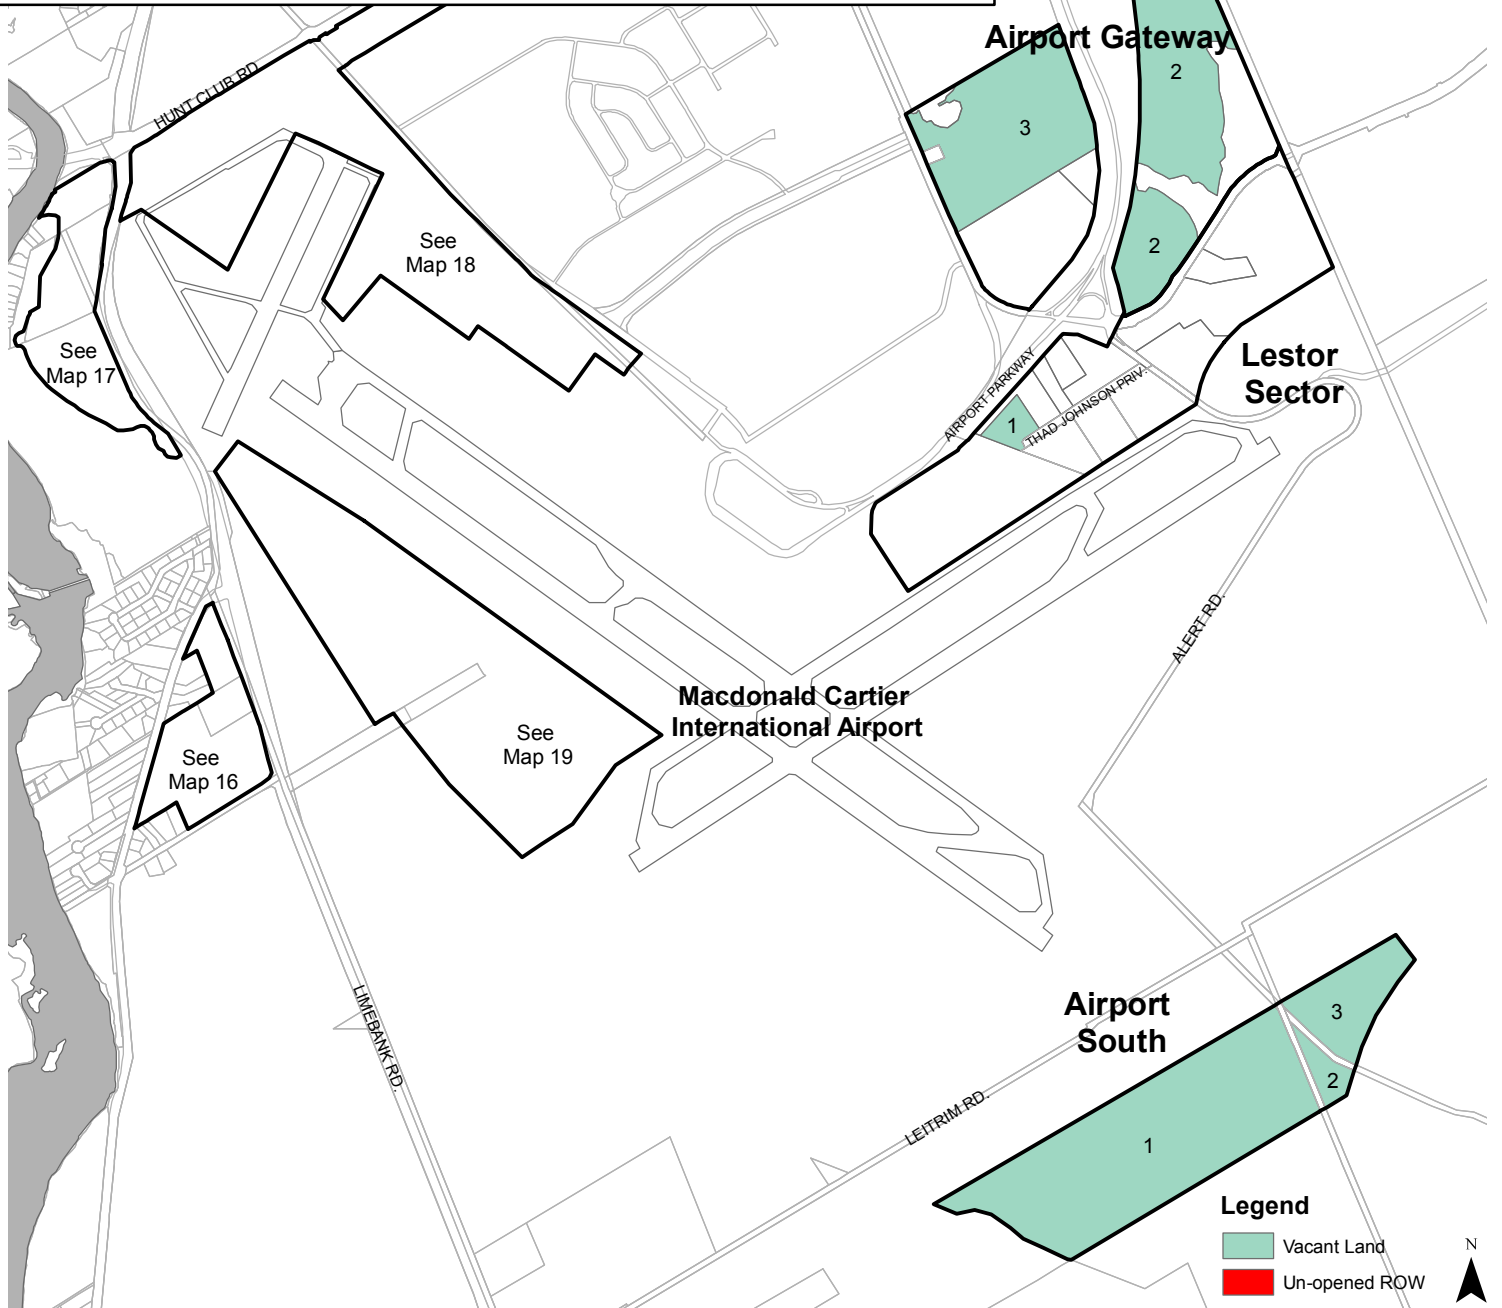 Airport Gateway
HUNT CLUB RD
2
3
2
See
Map 18
See
Map 17
Lestor
Sector
AIRPORT PARKWAY
THAD JOHNSON PRIV.
1
ALERT RD.
Macdonald Cartier
International Airport
See
Map 19
See
Map 16
Airport
South
3
2
1
LIMEBANK RD.
LEITRIM RD.
Legend
Vacant Land
Un-opened ROW
N